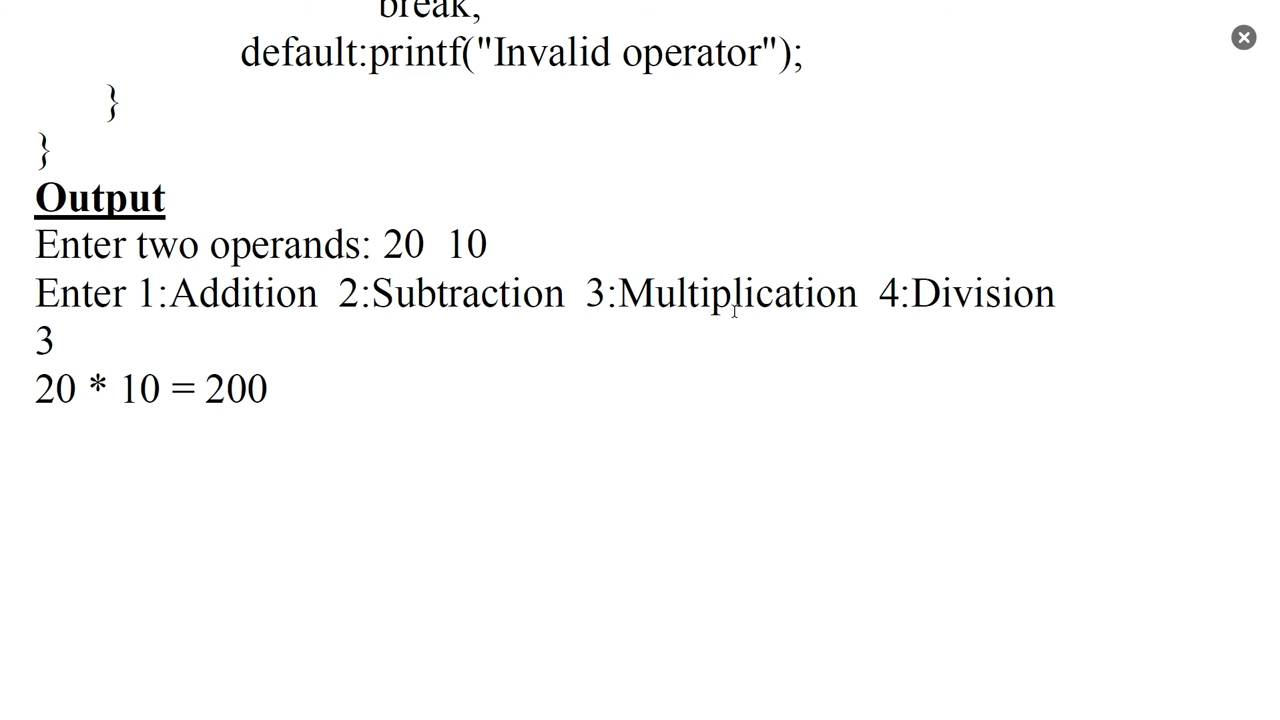 break;
default:printf("Invalid operator");
}
}
Output
Enter two operands: 20  10
Enter 1:Addition  2:Subtraction  3:Multiplication  4:Division
3
20 * 10 = 200